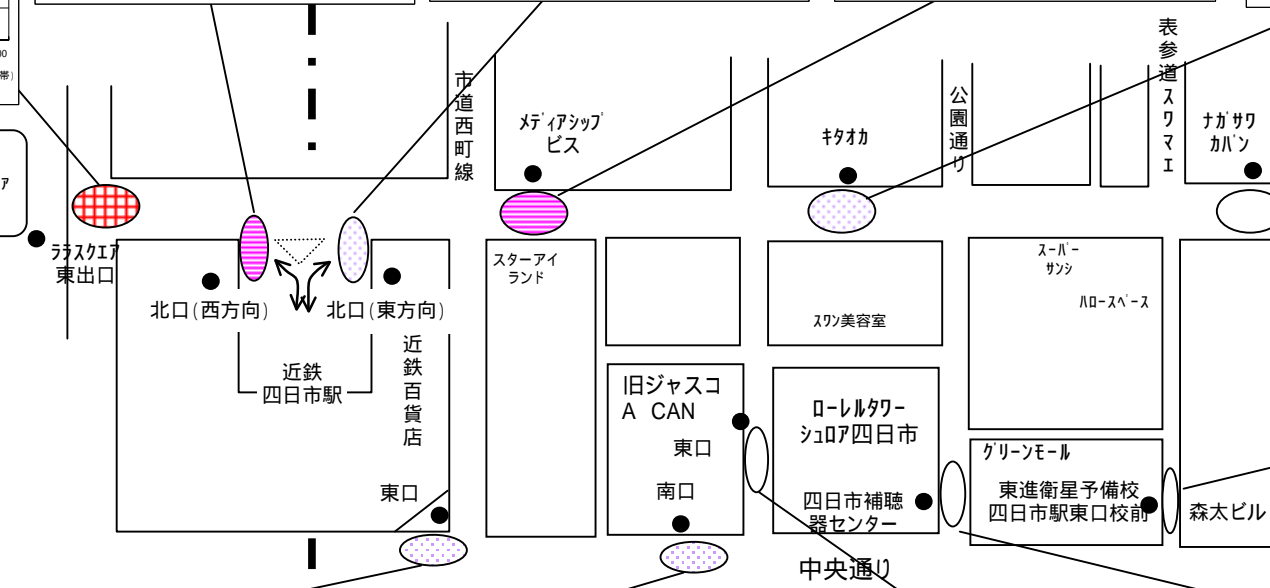 00
帯）
ア
市道西町線
表参道スワマエ
公園通り
ﾒﾃﾞｨｱｼｯﾌﾟ
ビス
ｷﾀｵｶ
ﾅｶﾞｻﾜ
ｶﾊﾞﾝ
ﾗﾗｽｸｴｱ
東出口
北口(西方向)
北口(東方向)
近鉄
四日市駅
近鉄百貨店
東口
スターアイ
ランド
ｽﾜﾝ美容室
ｽｰﾊﾟｰ
ｻﾝｼ
ﾊﾛｰｽﾍﾟｰｽ
旧ジャスコ
A CAN
東口
南口
ﾛｰﾚﾙﾀﾜｰ
ｼｭﾛｱ四日市
四日市補聴
器センター
ｸﾞﾘｰﾝモール
東進衛星予備校
四日市駅東口校前
森太ビル
中央通り